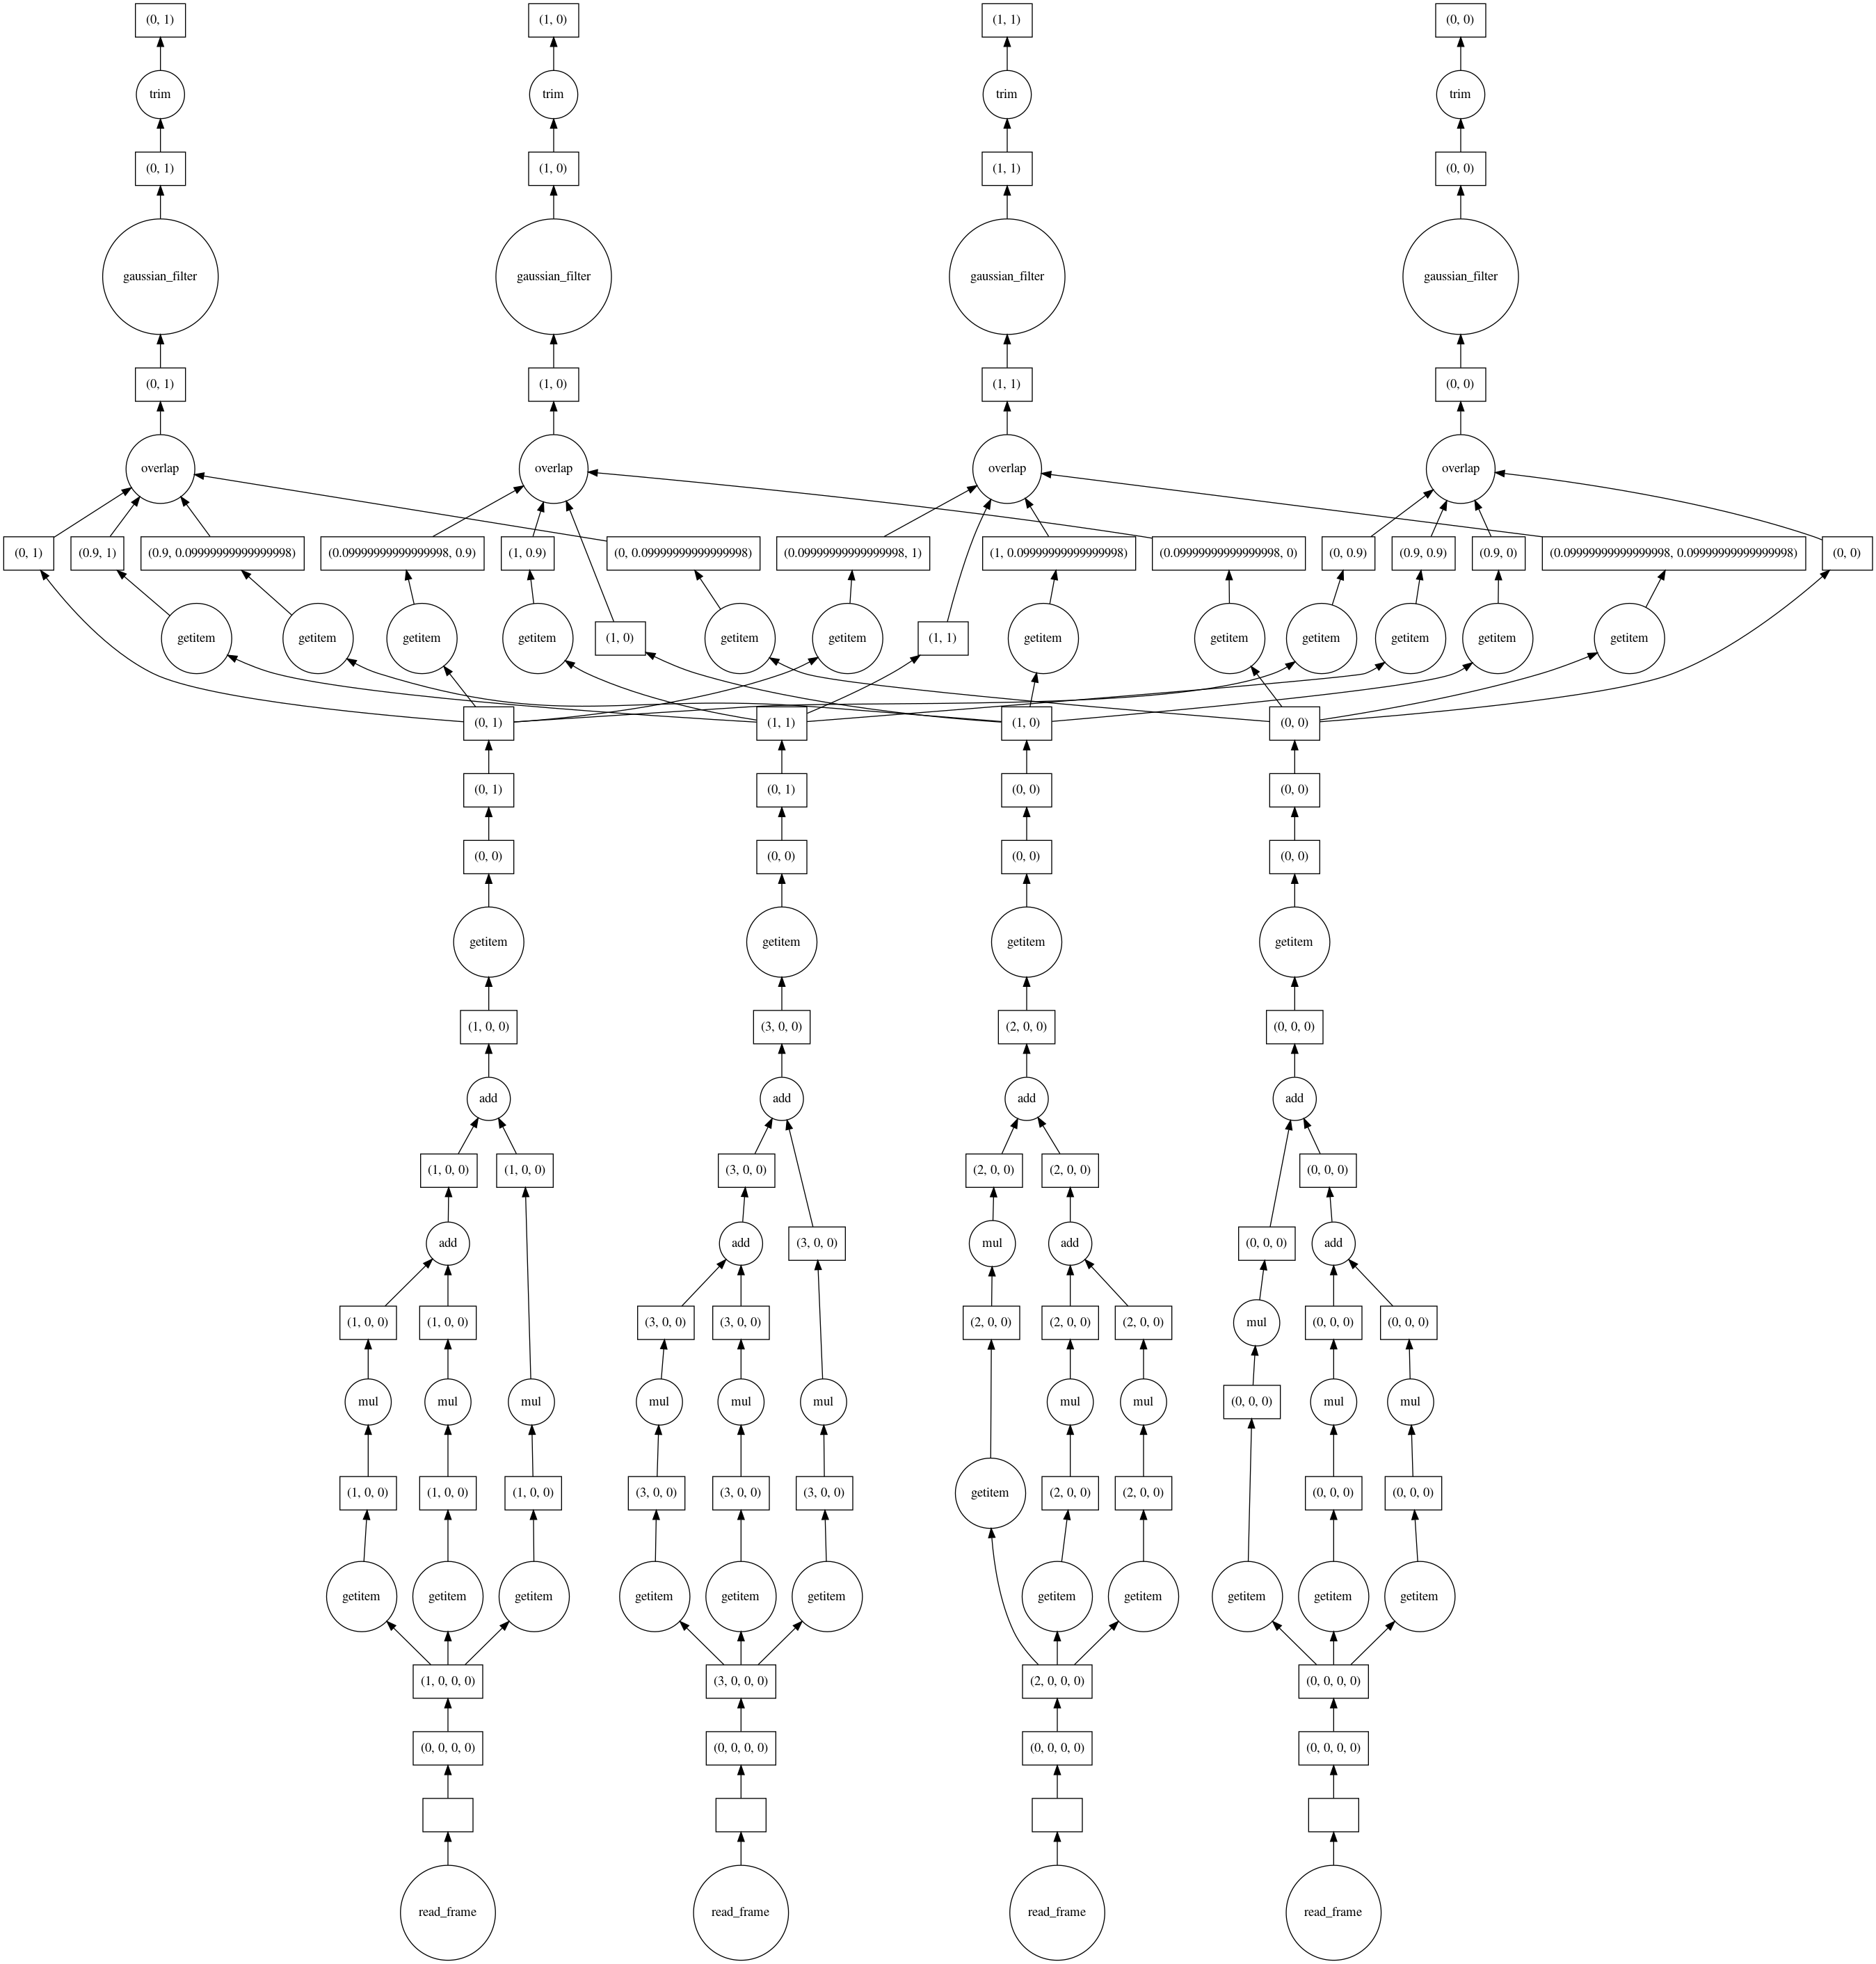 (0, 1)
(1, 0)
(1, 1)
(0, 0)
trim
trim
trim
trim
(0, 1)
(1, 0)
(1, 1)
(0, 0)
gaussian_filter
gaussian_filter
gaussian_filter
gaussian_filter
(0, 1)
(1, 0)
(1, 1)
(0, 0)
overlap
overlap
overlap
overlap
(0, 1)
(0.9, 1)
(0.9, 0.09999999999999998)
(0.09999999999999998, 0.9)
(1, 0.9)
(0, 0.09999999999999998)
(0.09999999999999998, 1)
(1, 0.09999999999999998)
(0.09999999999999998, 0)
(0, 0.9)
(0.9, 0.9)
(0.9, 0)
(0.09999999999999998, 0.09999999999999998)
(0, 0)
getitem
getitem
getitem
getitem
(1, 0)
getitem
getitem
(1, 1)
getitem
getitem
getitem
getitem
getitem
getitem
(0, 1)
(1, 1)
(1, 0)
(0, 0)
(0, 1)
(0, 1)
(0, 0)
(0, 0)
(0, 0)
(0, 0)
(0, 0)
(0, 0)
getitem
getitem
getitem
getitem
(1, 0, 0)
(3, 0, 0)
(2, 0, 0)
(0, 0, 0)
add
add
add
add
(1, 0, 0)
(1, 0, 0)
(3, 0, 0)
(2, 0, 0)
(2, 0, 0)
(0, 0, 0)
add
add
(3, 0, 0)
mul
add
(0, 0, 0)
add
(1, 0, 0)
(1, 0, 0)
(3, 0, 0)
(3, 0, 0)
(2, 0, 0)
(2, 0, 0)
(2, 0, 0)
mul
(0, 0, 0)
(0, 0, 0)
mul
mul
mul
mul
mul
mul
mul
mul
(0, 0, 0)
mul
mul
(1, 0, 0)
(1, 0, 0)
(1, 0, 0)
(3, 0, 0)
(3, 0, 0)
(3, 0, 0)
getitem
(2, 0, 0)
(2, 0, 0)
(0, 0, 0)
(0, 0, 0)
getitem
getitem
getitem
getitem
getitem
getitem
getitem
getitem
getitem
getitem
getitem
(1, 0, 0, 0)
(3, 0, 0, 0)
(2, 0, 0, 0)
(0, 0, 0, 0)
(0, 0, 0, 0)
(0, 0, 0, 0)
(0, 0, 0, 0)
(0, 0, 0, 0)
read_frame
read_frame
read_frame
read_frame